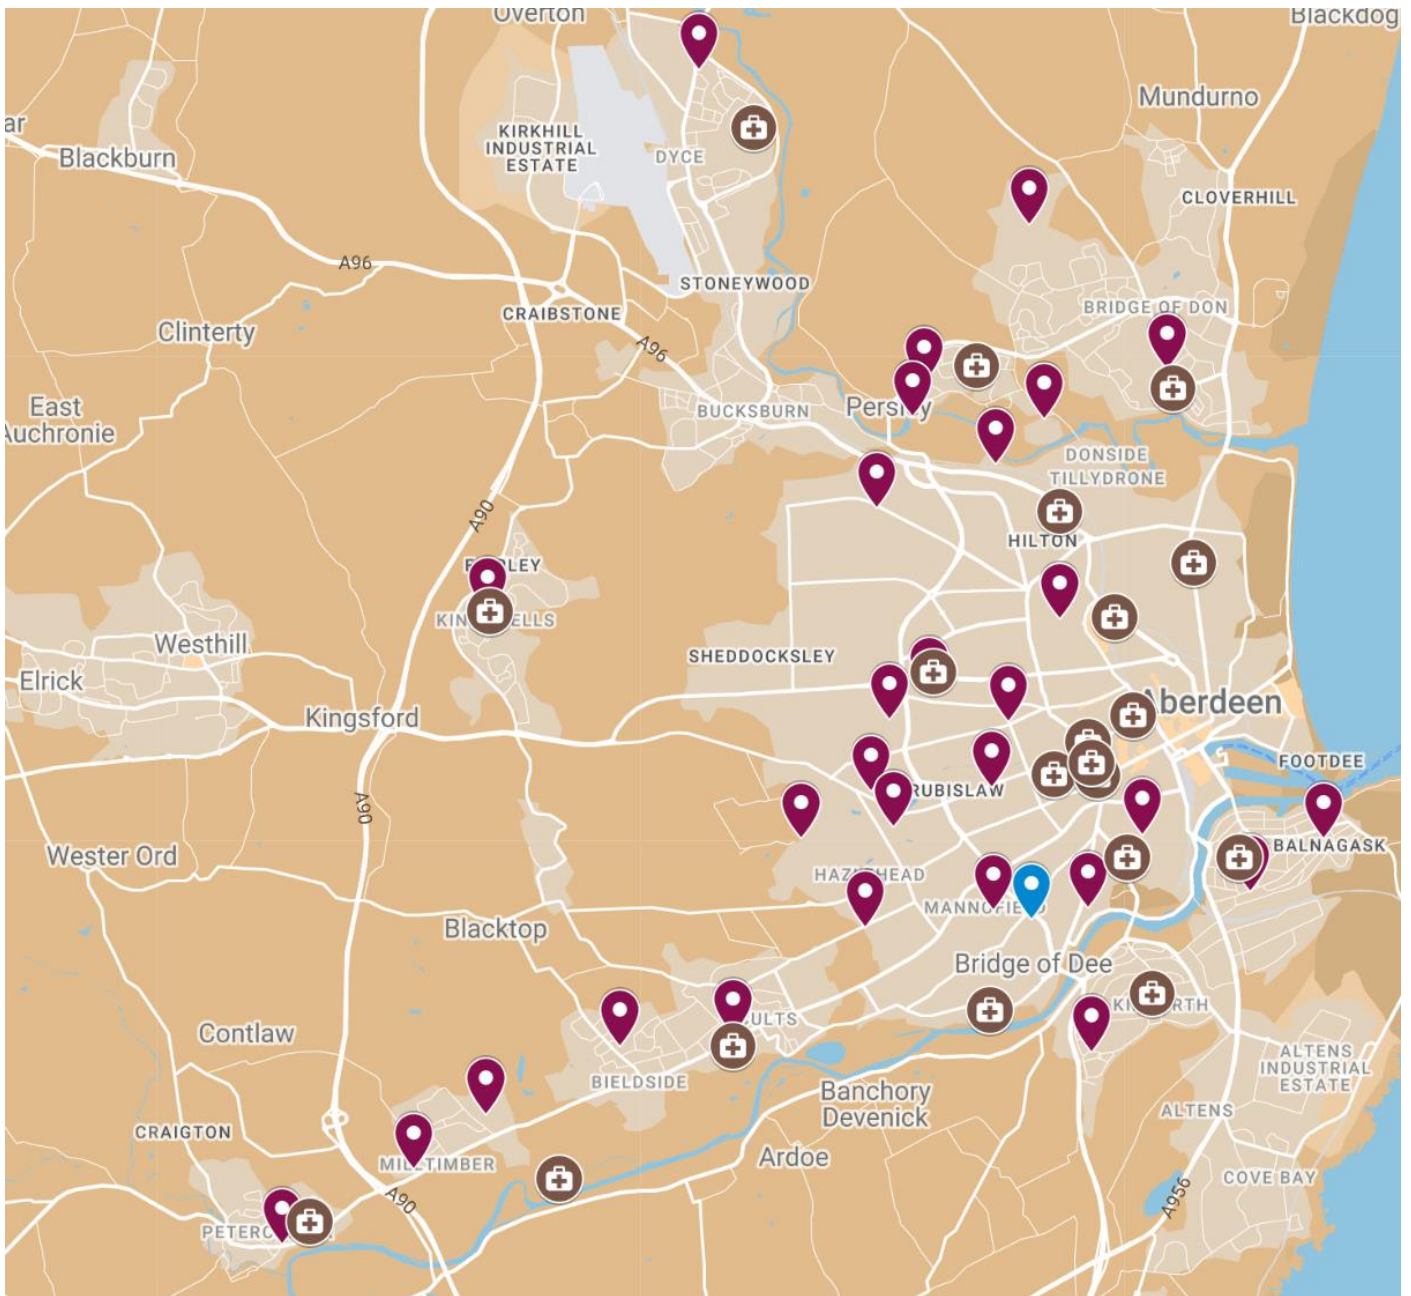 Overton
Blackdog
Mundurno
ar
KIRKHILL
INDUSTRIAL
ESTATE
Blackburn
DYCE
CLOVERHILL
A96
STONEYWOOD
CRAIBSTONE
BRIDGE OF DON
Clinterty
A96
East
Auchronie
BUCKSBURN
DONSIDE
TILLYDRONE
A90
HILTON
Westhill
SHEDDOCKSLEY
Elrick
Kingsford
Aberdeen
FOOTDEE
RUBISLAW
A90
BALNAGASK
Wester Ord
Blacktop
Bridge of Dee
Contlaw
ALTENS
INDUSTRIAL
ESTATE
BIELDSIDE
Banchory
Devenick
ALTENS
CRAIGTON
Ardoe
COVE BAY
A90
A956